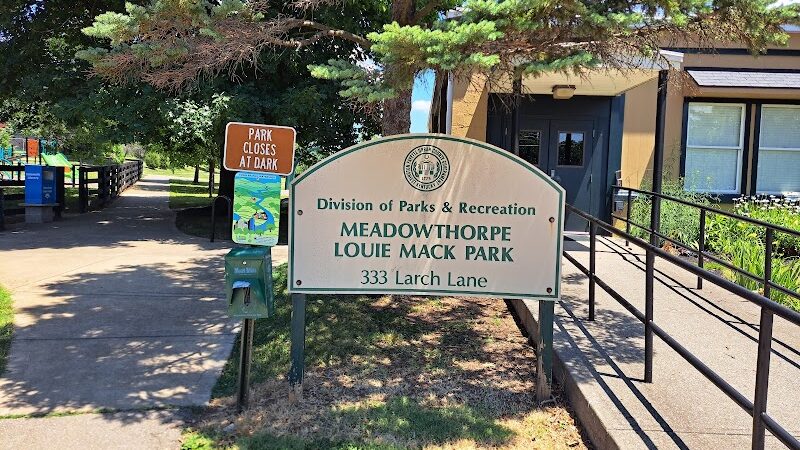 PARK
CLOSES
AT DARK
Division of Parks & Recreation
MEADOWTHORPE
LOUIE MACK PARK
333 Larch Lane